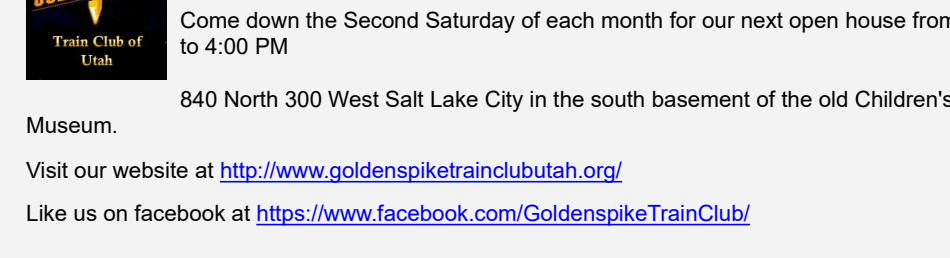 Train Club of
Utah
Come down the Second Saturday of each month for our next open house from
to 4:00 PM
840 North 300 West Salt Lake City in the south basement of the old Children's
Museum.
Visit our website at http://www.goldenspiketrainclubutah.org/
Like us on facebook at https://www.facebook.com/GoldenspikeTrainClub/